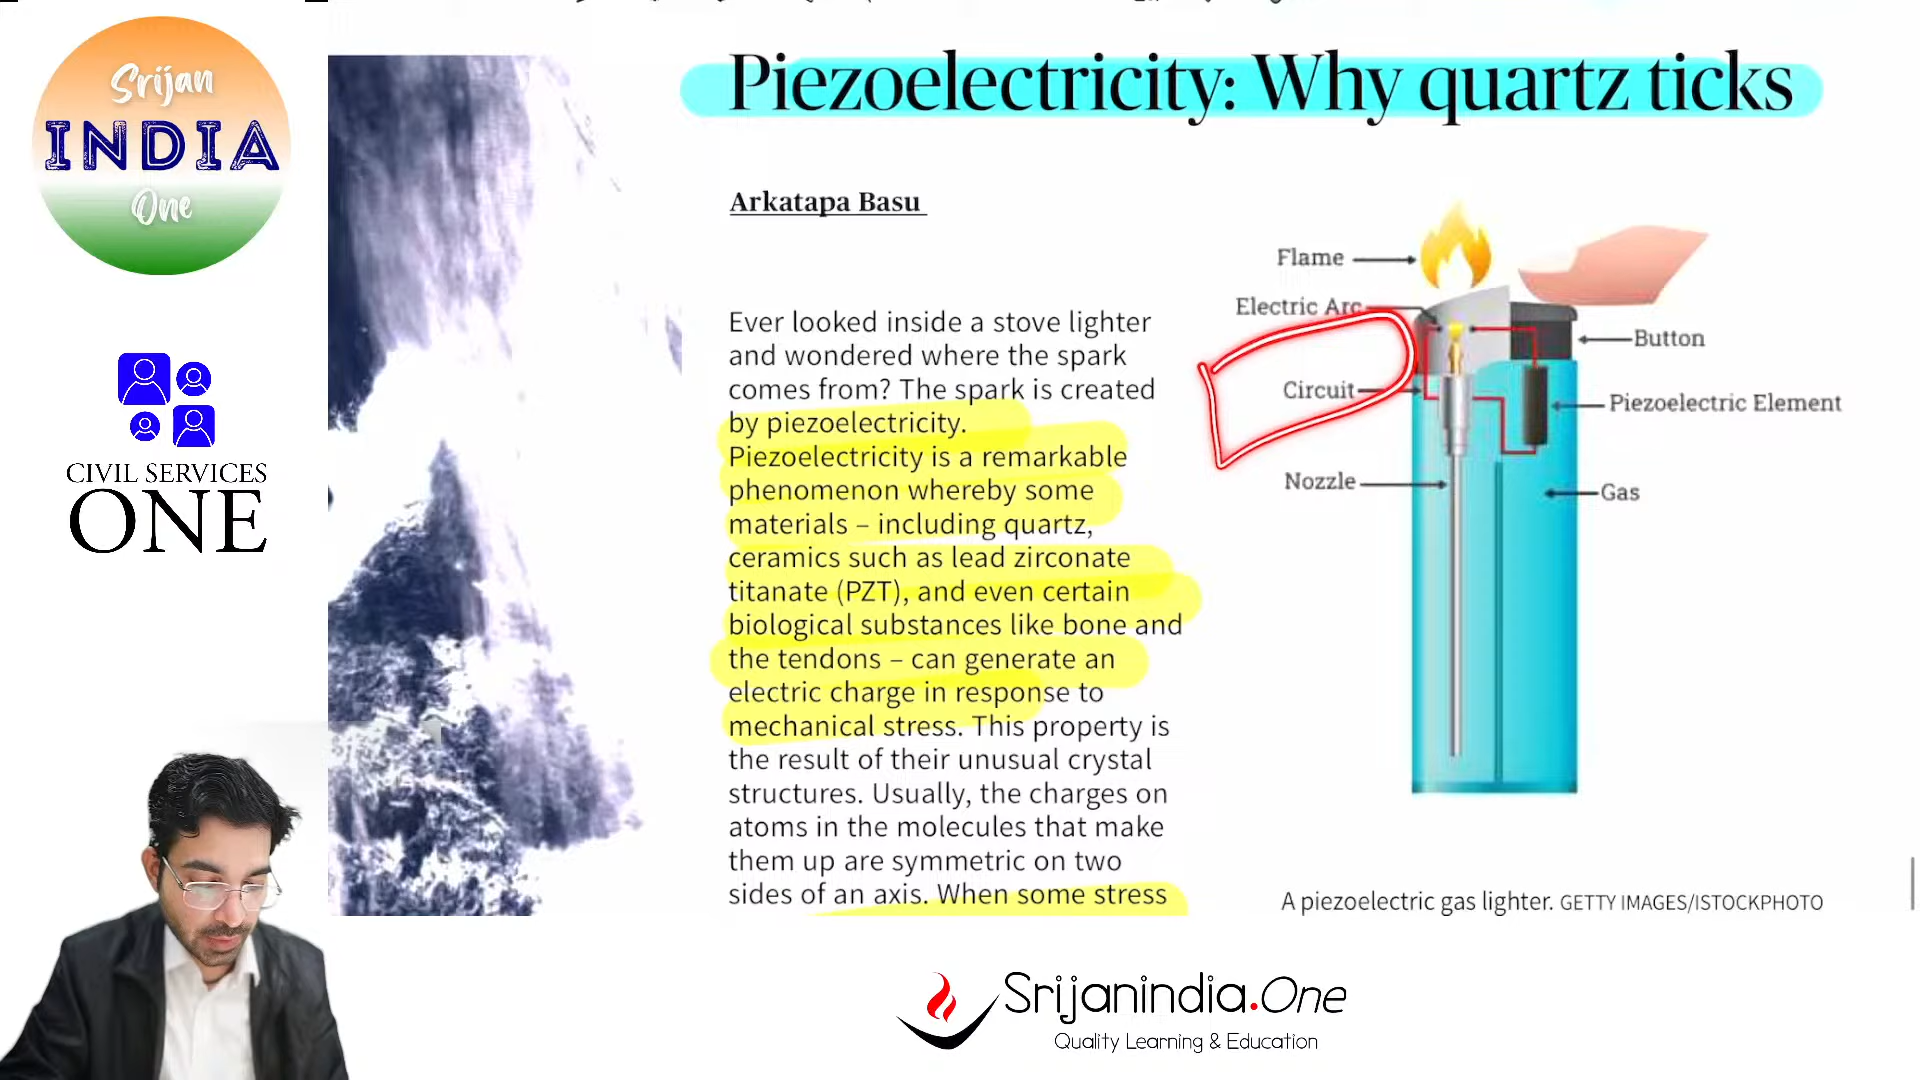 Srijan
INDIA
One
CIVIL SERVICES
ONE
Piezoelectricity: Why quartz ticks
Arkatapa Basu
Ever looked inside a stove lighter
and wondered where the spark
comes from? The spark is created
by piezoelectricity.
Piezoelectricity is a remarkable
phenomenon whereby some
materials – including quartz,
ceramics such as lead zirconate
titanate (PZT), and even certain
biological substances like bone and
the tendons – can generate an
electric charge in response to
mechanical stress. This property is
the result of their unusual crystal
structures. Usually, the charges on
atoms in the molecules that make
them up are symmetric on two
sides of an axis. When some stress
Flame
Electric Arc
Circuit
Nozzle
Button
Piezoelectric Element
Gas
A piezoelectric gas lighter. GETTY IMAGES/ISTOCKPHOTO
Srijanindia.One
Quality Learning & Education